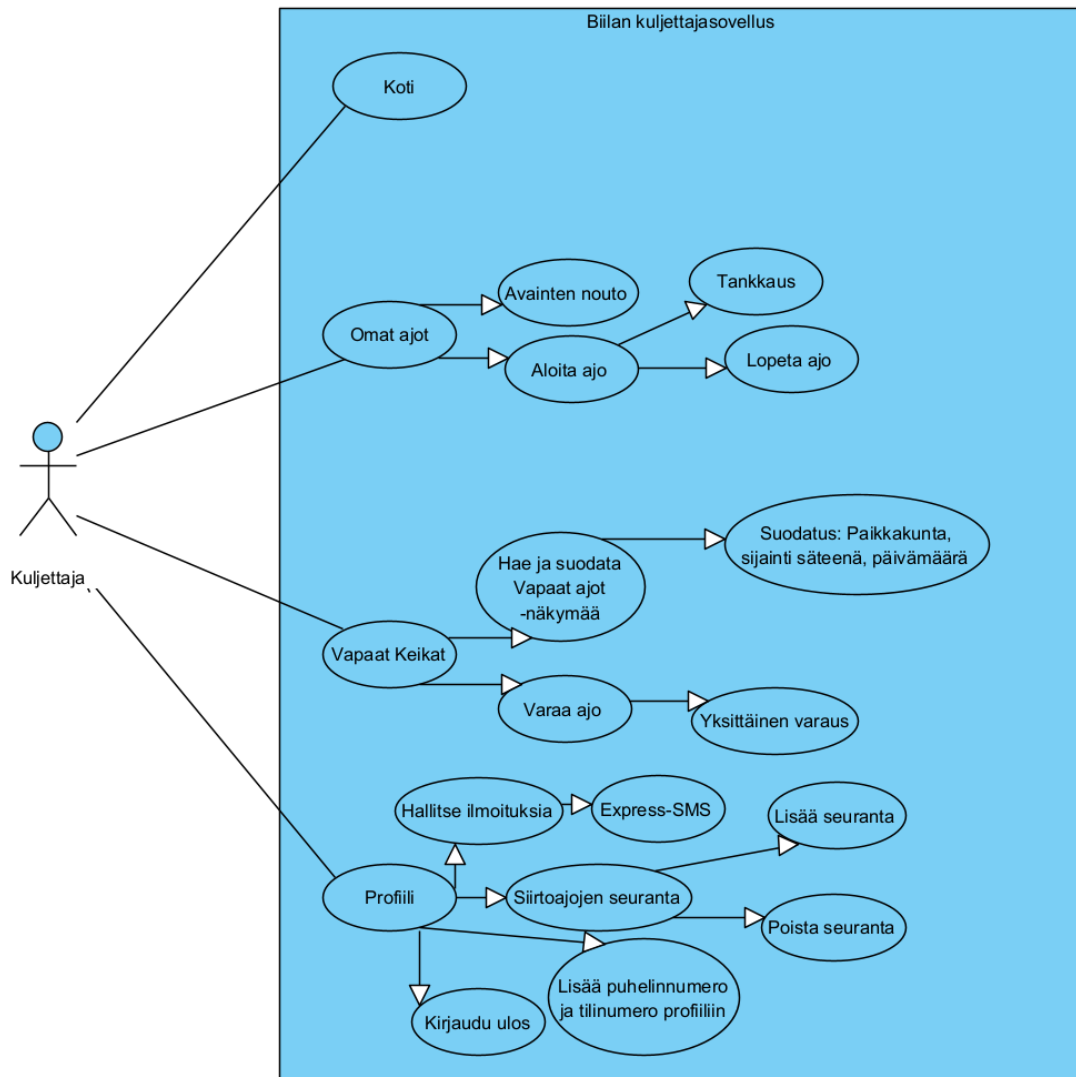 Biilan kuljettajasovellus
Koti
Avainten nouto
Tankkaus
Omat ajot
Aloita ajo
Lopeta ajo
Kuljettaja
Hae ja suodata
Vapaat ajot
-näkymää
Suodatus: Paikkakunta,
sijainti säteenä, päivämäärä
Vapaat Keikat
Varaa ajo
Yksittäinen varaus
Hallitse ilmoituksia
Express-SMS
Lisää seuranta
Profiili
Siirtoajojen seuranta
Poista seuranta
Lisää puhelinnumero
ja tilinumero profiiliin
Kirjaudu ulos